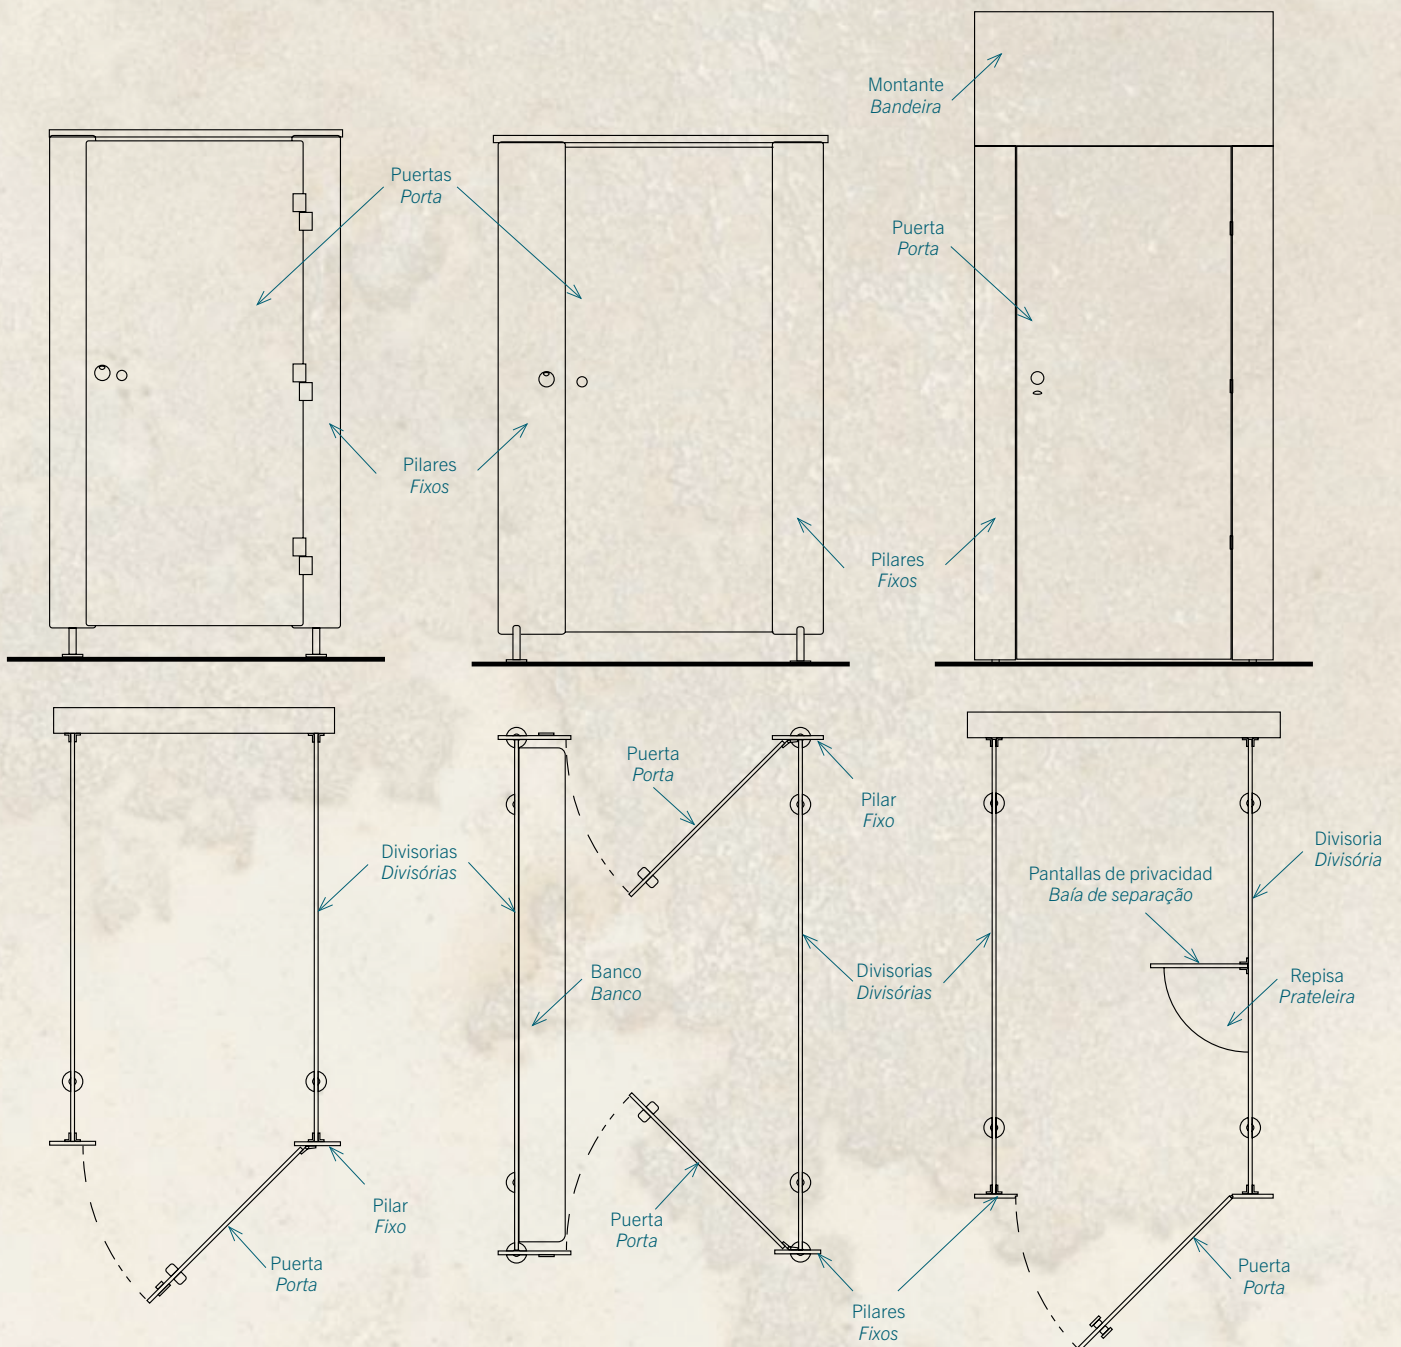 Montante
Bandeira
Puertas
Porta
Puerta
Porta
Pilares
Fixos
Pilares
Fixos
Puerta
Porta
Pilar
Fixo
Divisorias
Divisórias
Divisoria
Divisória
Pantallas de privacidad
Baía de separação
Banco
Banco
Divisorias
Divisórias
Repisa
Prateleira
Pilar
Fixo
Puerta
Porta
Puerta
Porta
Puerta
Porta
Pilares
Fixos